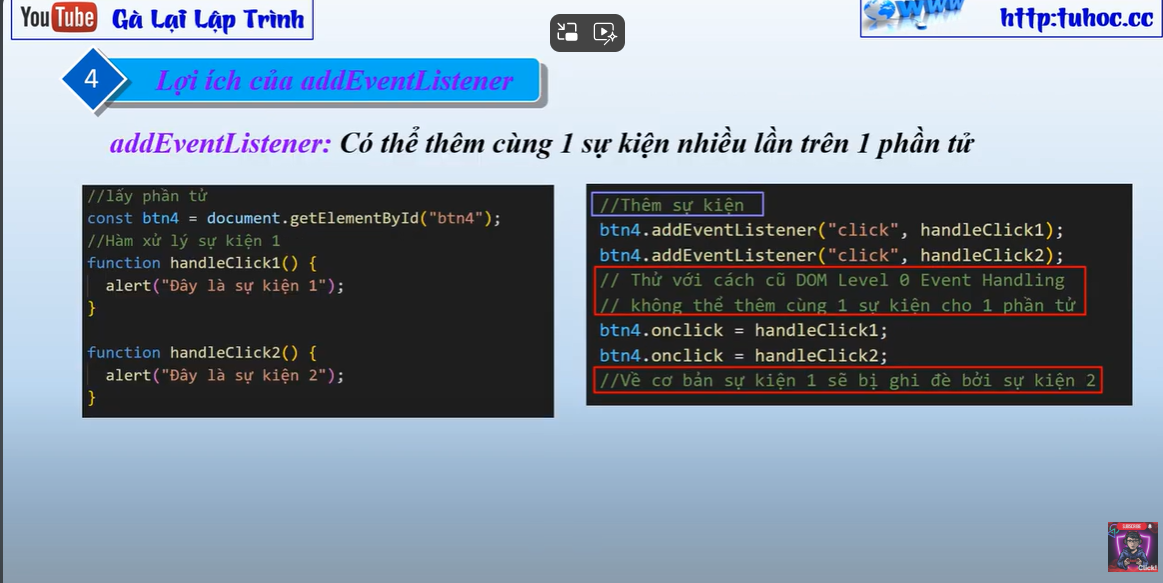 YouTube Gà Lại Lập Trình
WWW http:tuhoc.cc
4 Lợi ích của addEventListener
addEventListener: Có thể thêm cùng 1 sự kiện nhiều lần trên 1 phần tử
//lấy phần tử
const btn4 = document.getElementById("btn4");
//Hàm xử lý sự kiện 1
function handleClick1() {
alert("Đây là sự kiện 1");
}
function handleClick2() {
alert("Đây là sự kiện 2");
}
//Thêm sự kiện
btn4.addEventListener("click", handleClick1);
btn4.addEventListener("click", handleClick2);
// Thử với cách cũ DOM Level 0 Event Handling
// không thể thêm cùng 1 sự kiện cho 1 phần tử
btn4.onclick = handleClick1;
btn4.onclick = handleClick2;
//Về cơ bản sự kiện 1 sẽ bị ghi đè bởi sự kiện 2
Click!